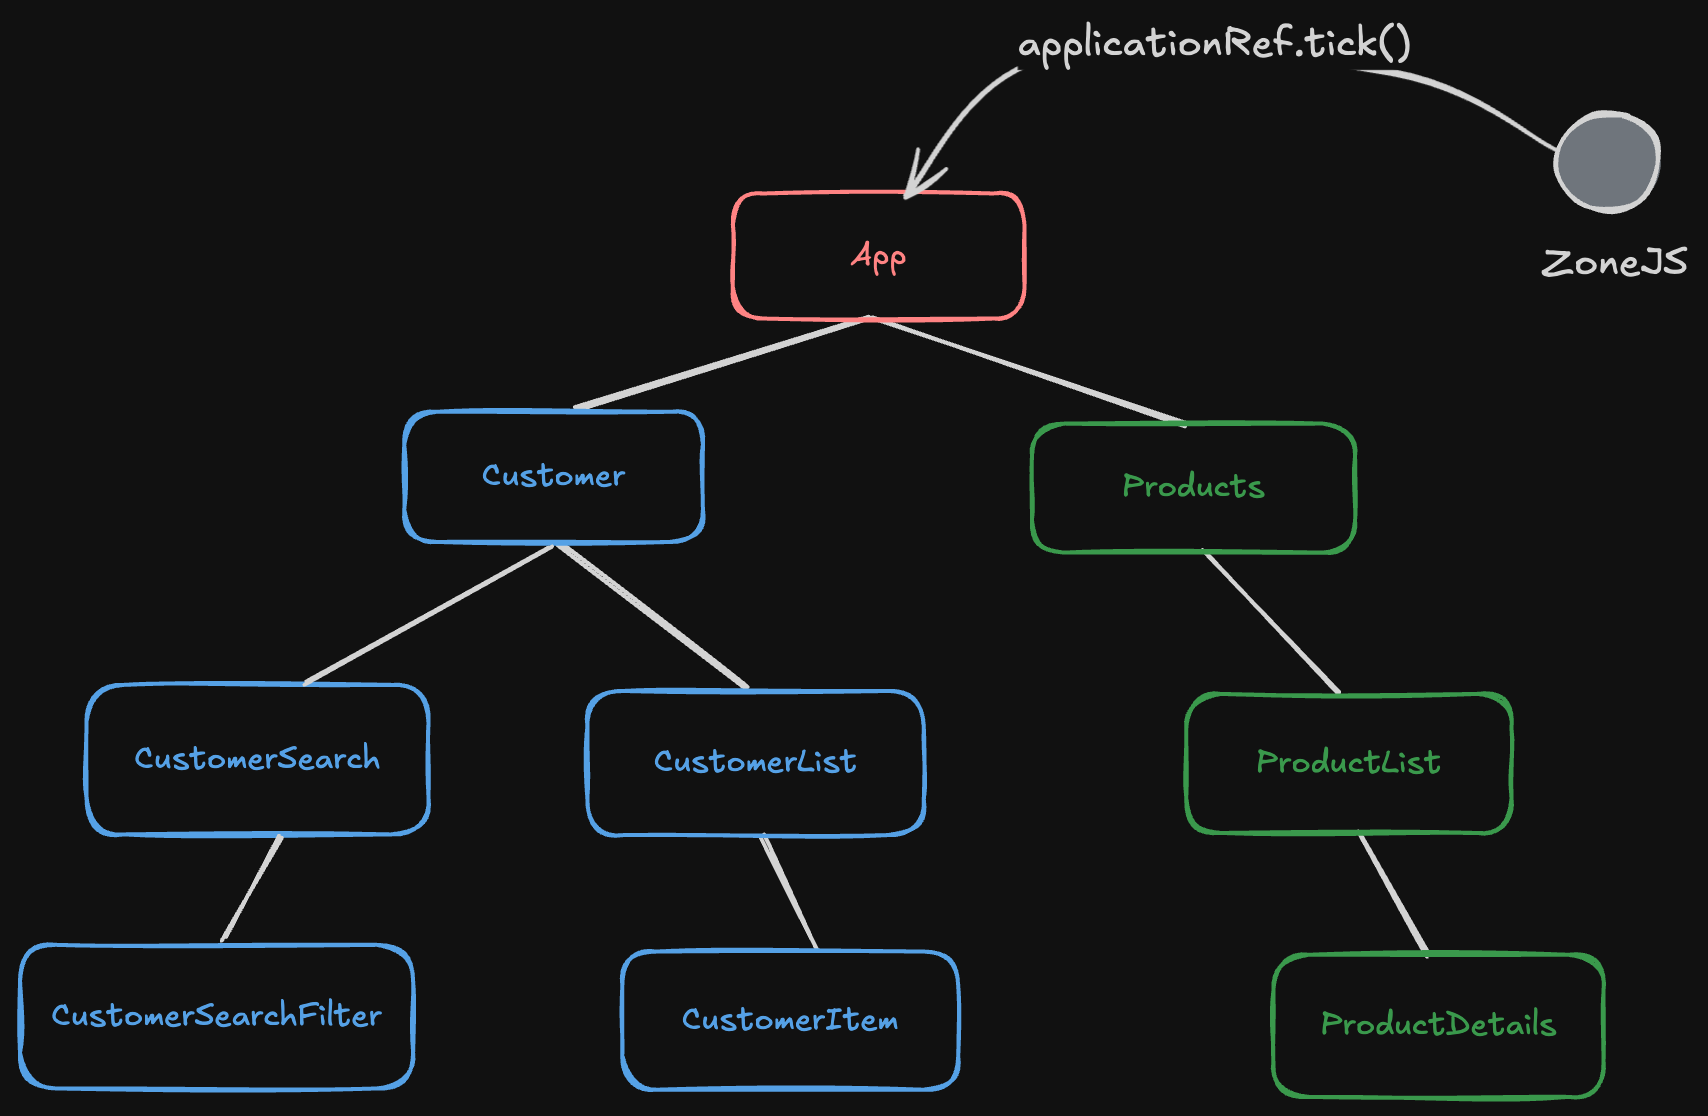 applicationRef.tick()
ZoneJS
App
Customer
Products
CustomerSearch
CustomerList
ProductList
CustomerSearchFilter
CustomerItem
ProductDetails